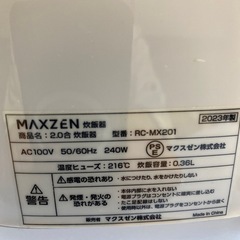 MAXZEN 炊飯器
2023年製
商品名：2.0合 炊飯器 型番：RC-MX201
AC100V 50/60Hz 240W
PS E
マクスゼン株式会社
温度ヒューズ：216℃ 炊飯容量：0.36L
警告
●感電の恐れあり 水につけたり、水をかけたりしない
●発煙・発火の恐れがある
販売元 マクスゼン株式会社
Made in China